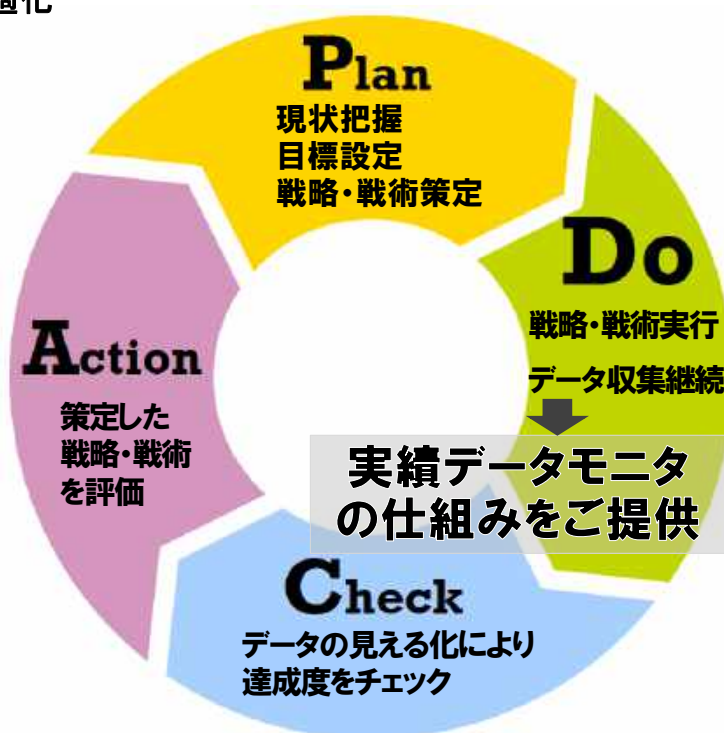 Plan
現状把握
目標設定
戦略・戦術策定
Do
戦略・戦術実行
データ収集継続
実績データモニタ
の仕組みをご提供
Check
データの見える化により
達成度をチェック
Action
策定した
戦略・戦術
を評価